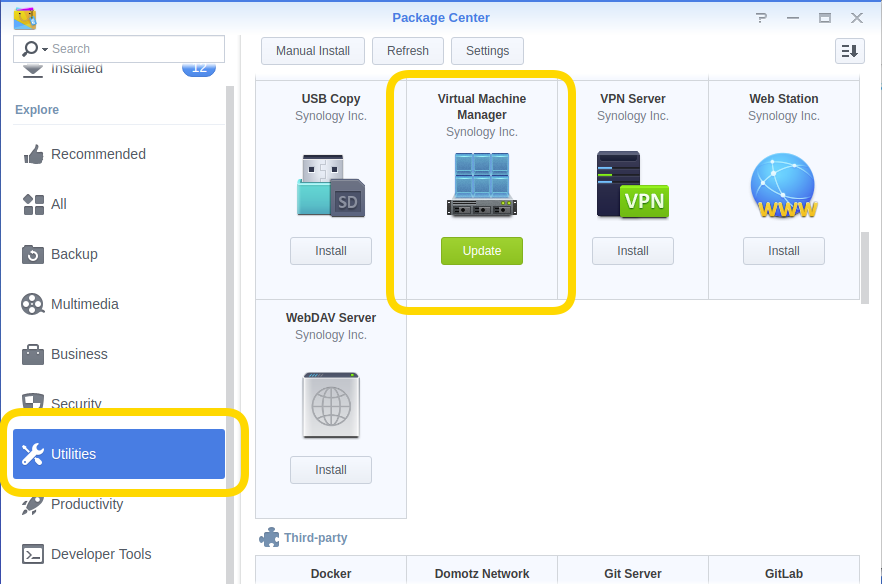 Package Center
Search
Manual Install
Refresh
Settings
Installed
12
Explore
Recommended
All
Backup
Multimedia
Business
Security
Utilities
Productivity
Developer Tools
USB Copy
Synology Inc.
SD
Install
Virtual Machine
Manager
Synology Inc.
Update
VPN Server
Synology Inc.
VPN
Install
Web Station
Synology Inc.
WWW
Install
WebDAV Server
Synology Inc.
Install
Third-party
Docker
Domotz Network
Git Server
GitLab